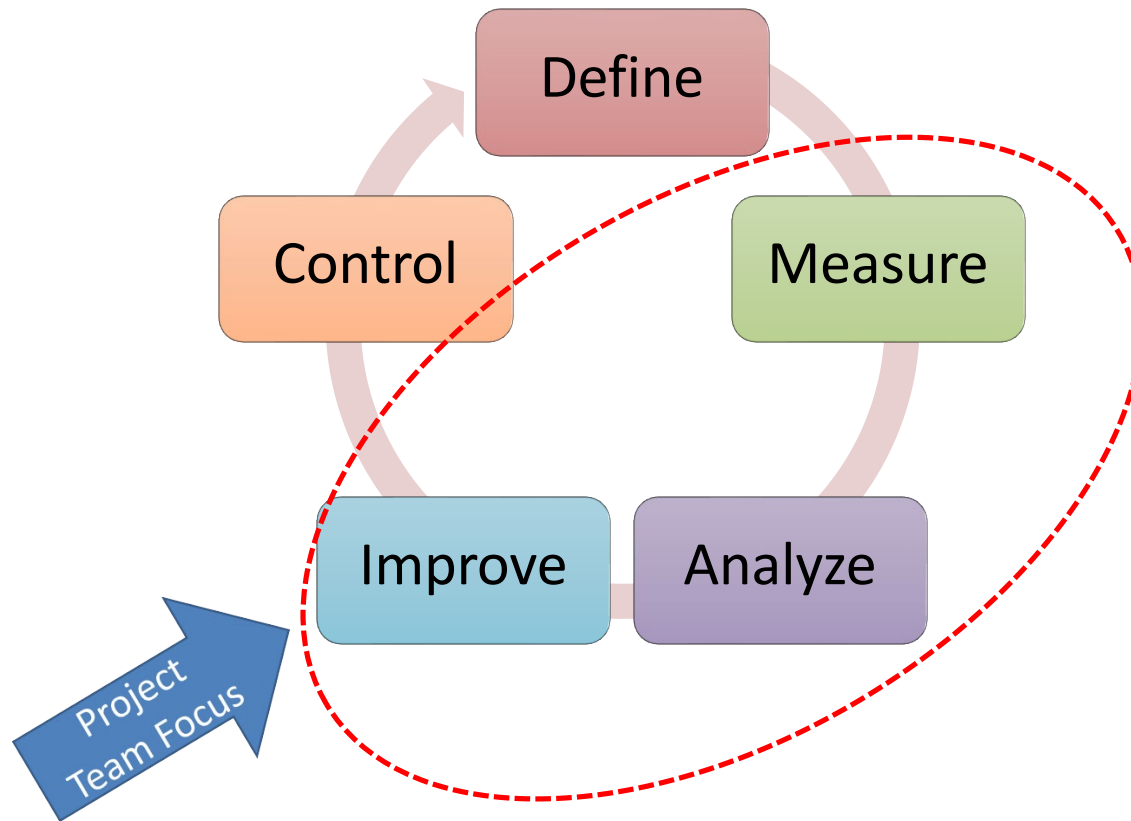 Define
Measure
Analyze
Improve
Control
Project
Team Focus